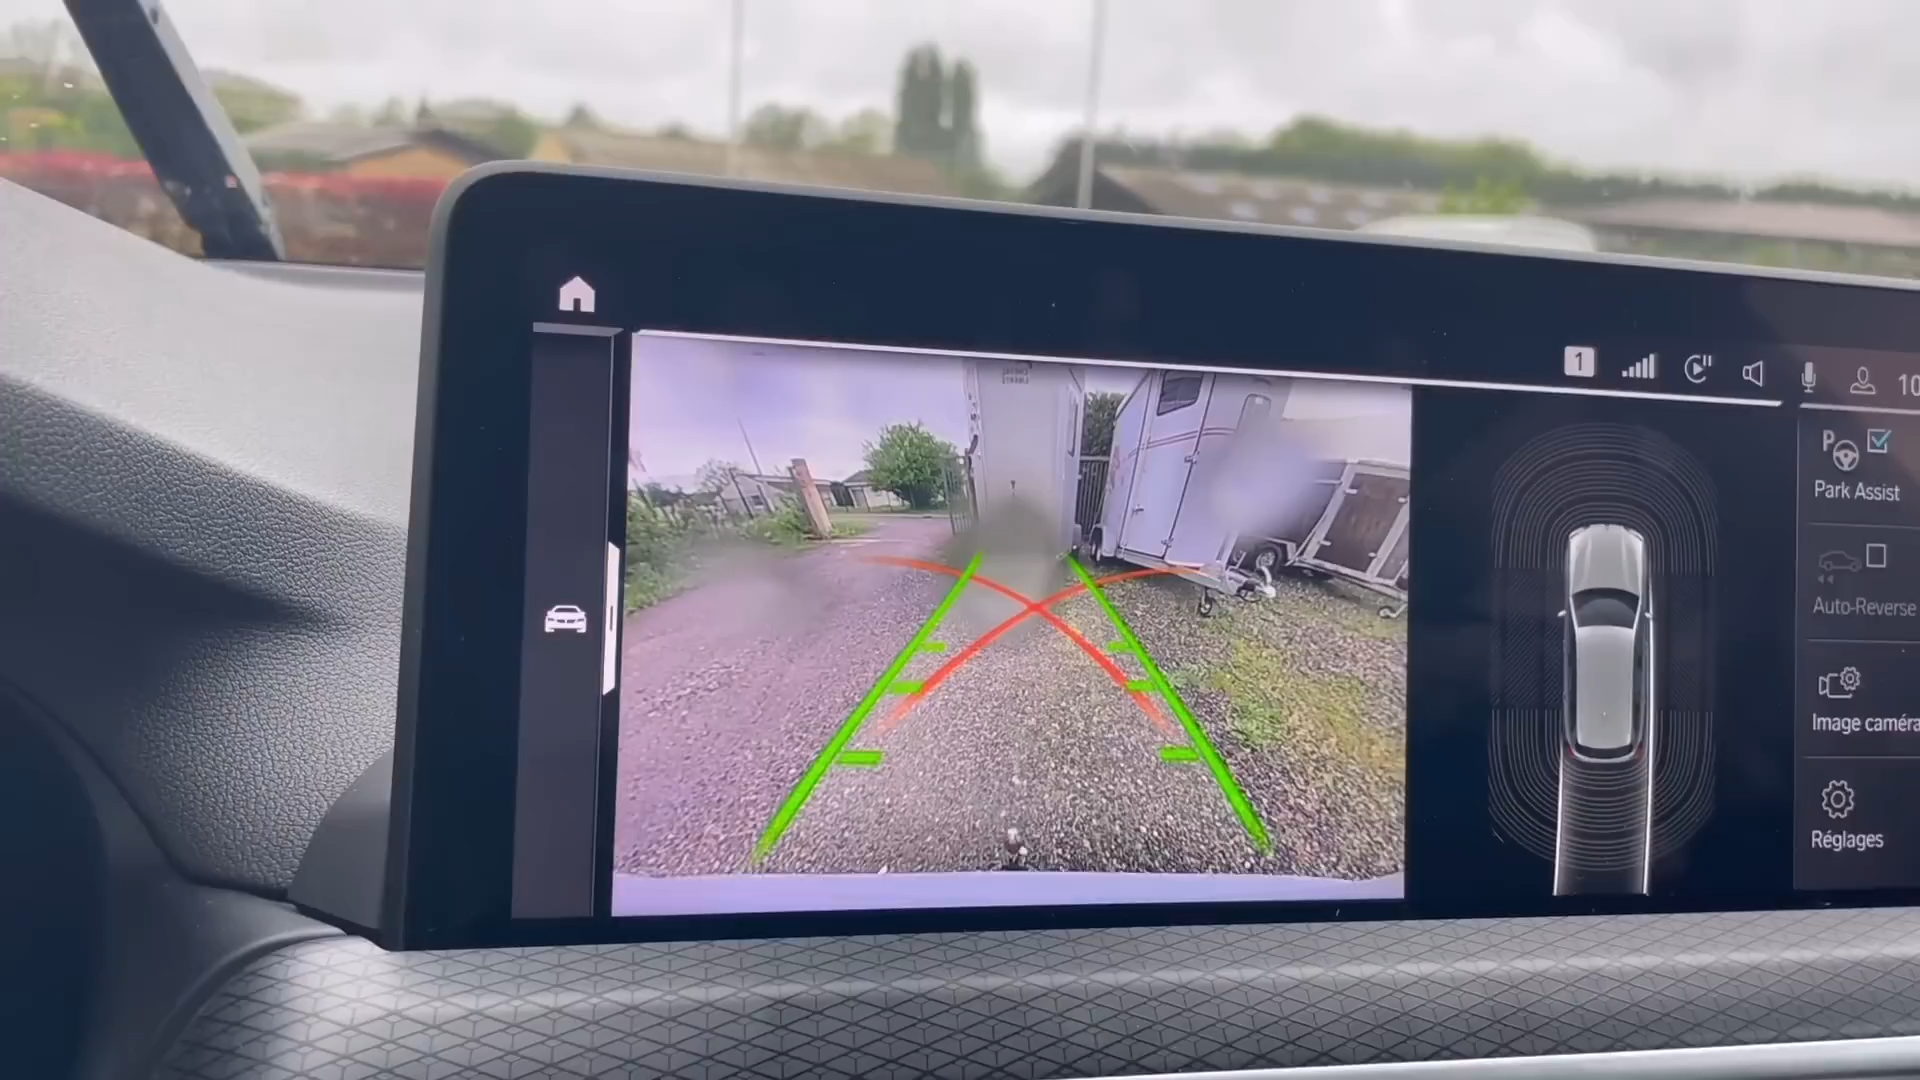 1
10
P
Park Assist
Auto-Reverse
Image caméra
Réglages